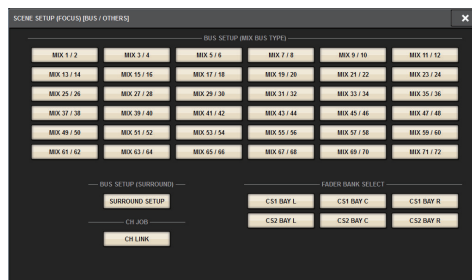 SCENE SETUP (FOCUS) [BUS / OTHERS]
BUS SETUP (MIX BUS TYPE)
MIX 1 / 2 MIX 3 / 4 MIX 5 / 6 MIX 7 / 8 MIX 9 / 10 MIX 11 / 12
MIX 13 / 14 MIX 15 / 16 MIX 17 / 18 MIX 19 / 20 MIX 21 / 22 MIX 23 / 24
MIX 25 / 26 MIX 27 / 28 MIX 29 / 30 MIX 31 / 32 MIX 33 / 34 MIX 35 / 36
MIX 37 / 38 MIX 39 / 40 MIX 41 / 42 MIX 43 / 44 MIX 45 / 46 MIX 47 / 48
MIX 49 / 50 MIX 51 / 52 MIX 53 / 54 MIX 55 / 56 MIX 57 / 58 MIX 59 / 60
MIX 61 / 62 MIX 63 / 64 MIX 65 / 66 MIX 67 / 68 MIX 69 / 70 MIX 71 / 72
BUS SETUP (SURROUND) FADER BANK SELECT
SURROUND SETUP CS1 BAY L CS1 BAY C CS1 BAY R
CH JOB CS2 BAY L CS2 BAY C CS2 BAY R
CH LINK